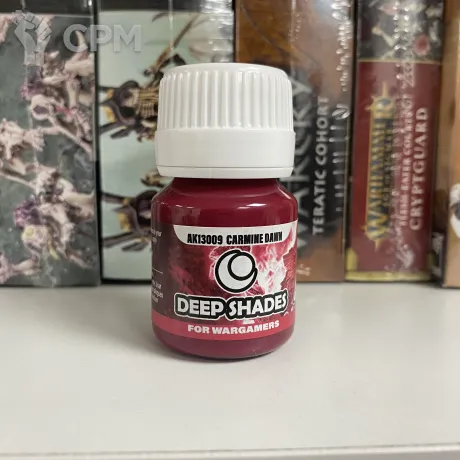 CPM
TERATIC COHORT
WARHAMMER
CRYPTGUARD
AK13009 CARMINE DAWN
DEEP SHADES
FOR WARGAMERS